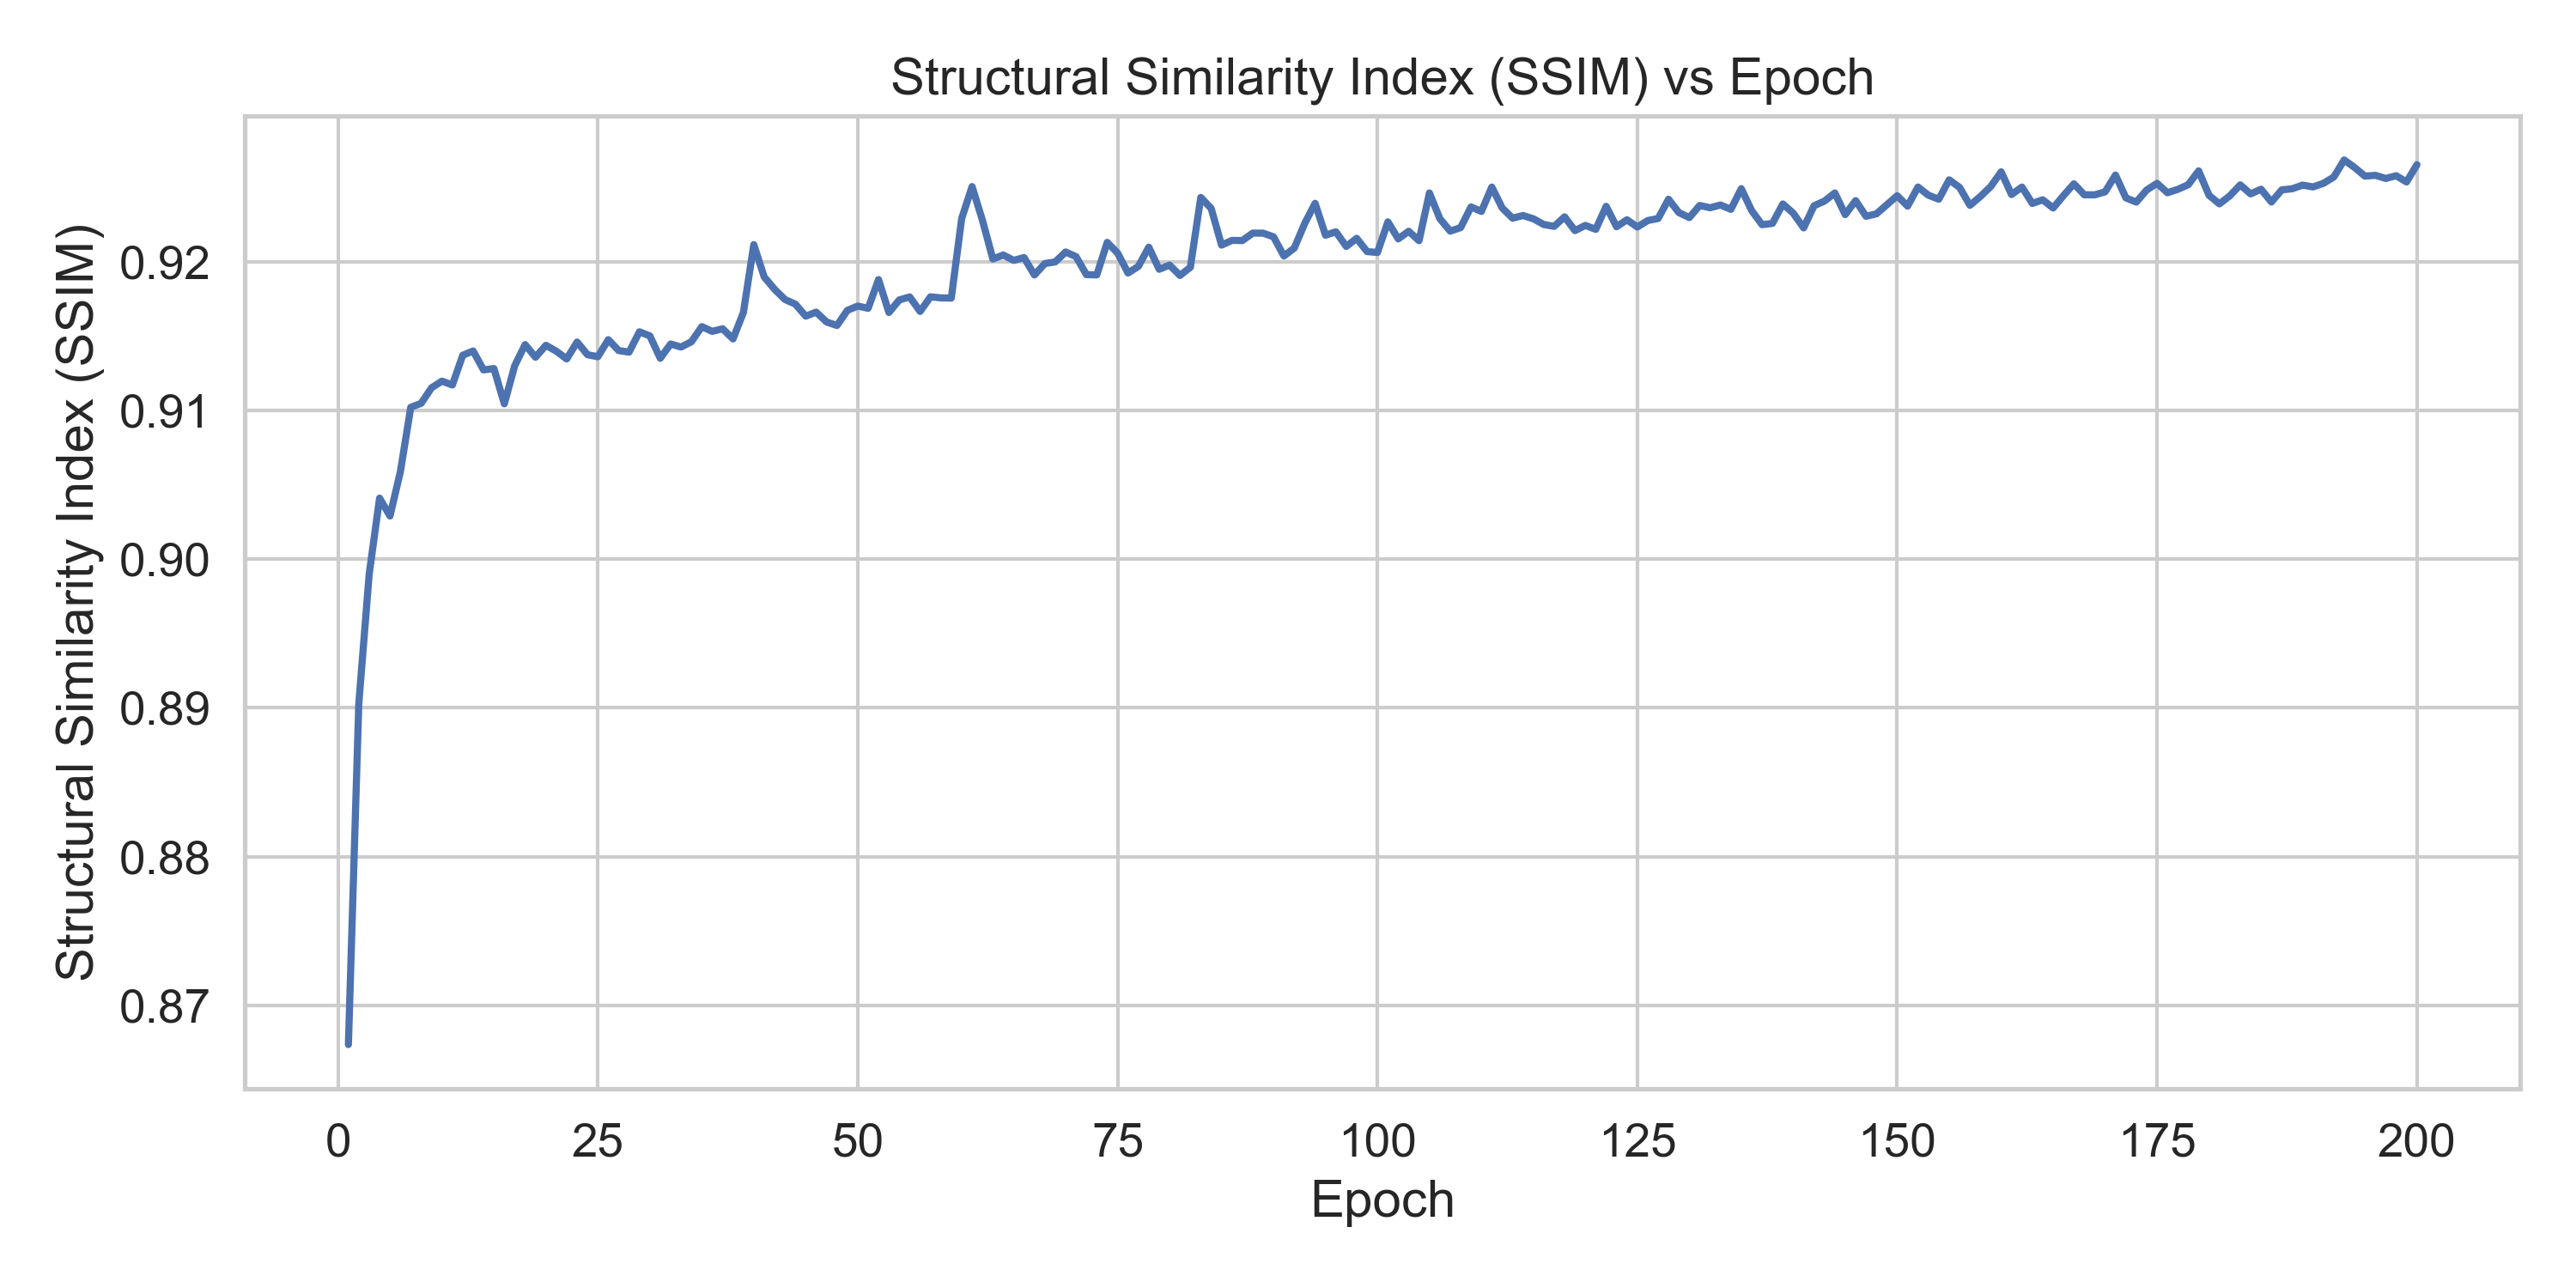 Structural Similarity Index (SSIM) vs Epoch
Structural Similarity Index (SSIM)
0.92
0.91
0.90
0.89
0.88
0.87
0 25 50 75 100 125 150 175 200
Epoch